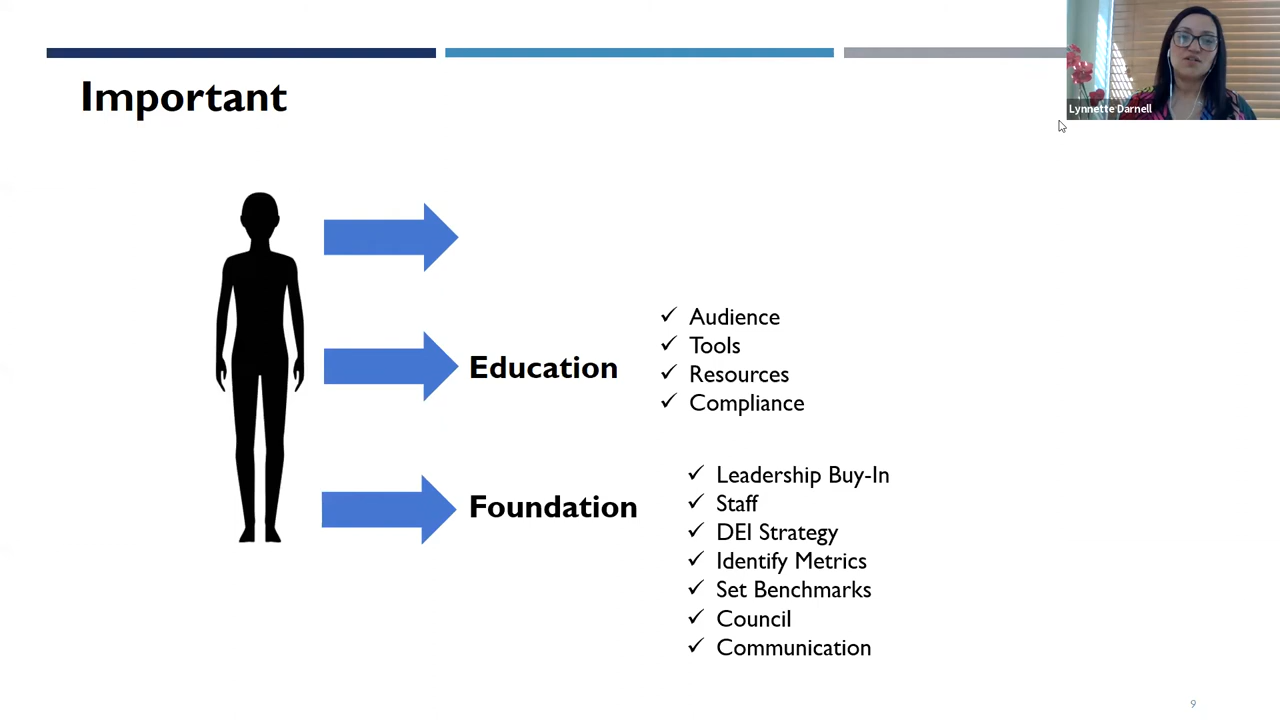 Important
Lynnette Darnell
Education
✓ Audience
✓ Tools
✓ Resources
✓ Compliance
Foundation
✓ Leadership Buy-In
✓ Staff
✓ DEI Strategy
✓ Identify Metrics
✓ Set Benchmarks
✓ Council
✓ Communication
9